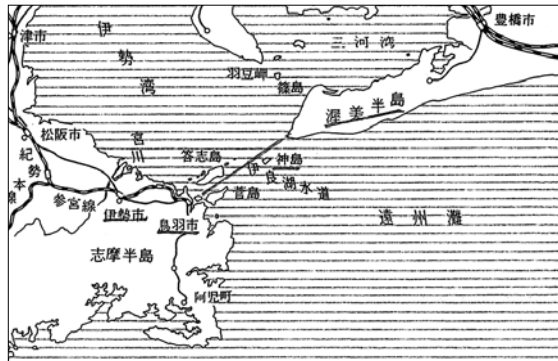 豊橋市
津市
伊勢湾
三河湾
羽豆岬
篠島
渥美半島
松阪市
宮川
答志島
神島
伊良湖水道
菅島
紀勢本線
参宮線
伊勢市
鳥羽市
遠州灘
志摩半島
阿児町